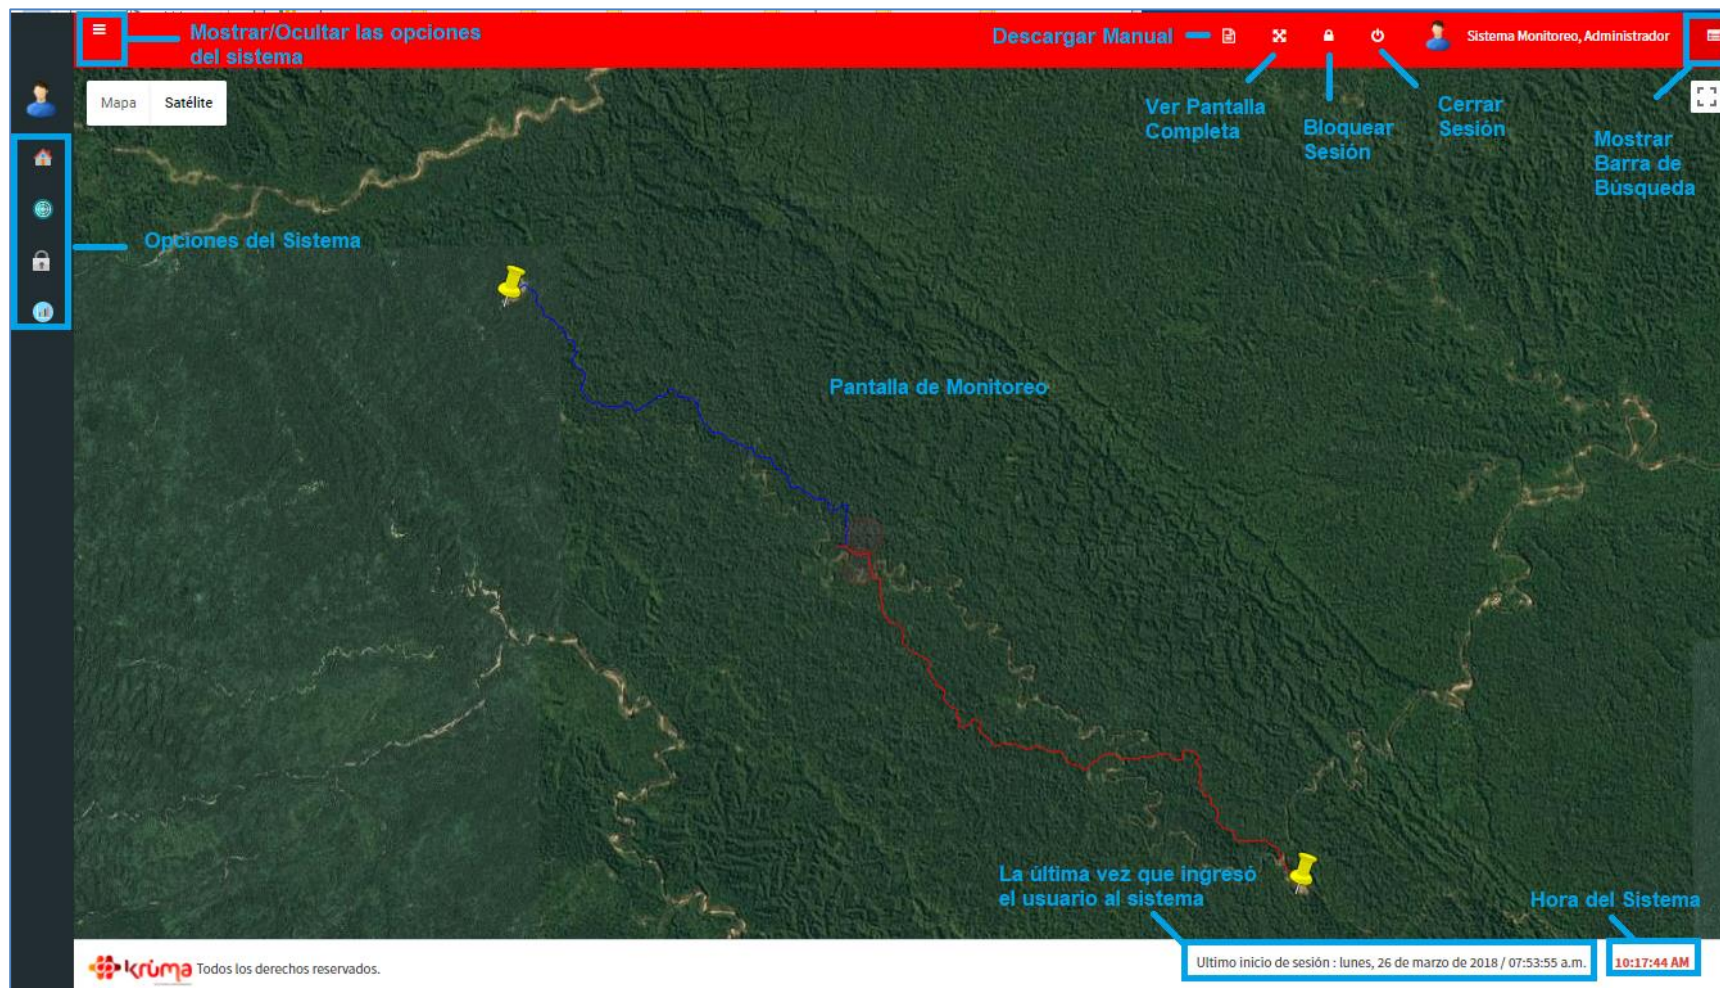 Mostrar/Ocultar las opciones
del sistema
Descargar Manual
Sistema Monitoreo, Administrador
Mapa
Satélite
Ver Pantalla
Completa
Bloquear
Sesión
Cerrar
Sesión
Mostrar
Barra de
Búsqueda
Opciones del Sistema
Pantalla de Monitoreo
La última vez que ingresó
el usuario al sistema
Hora del Sistema
krúma
Todos los derechos reservados.
Ultimo inicio de sesión : lunes, 26 de marzo de 2018 / 07:53:55 a.m.
10:17:44 AM